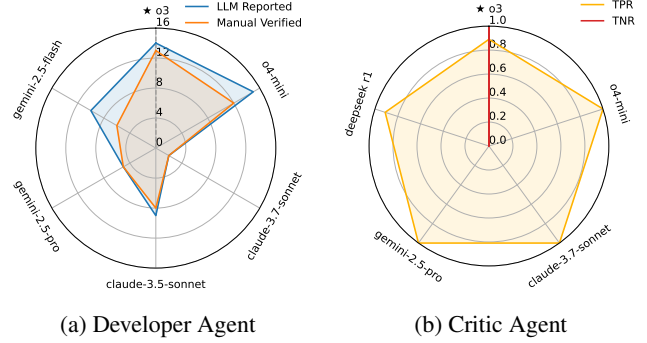 ★ o3
16
12
8
4
0
LLM Reported
Manual Verified
o4-mini
claude-3.7-sonnet
claude-3.5-sonnet
gemini-2.5-pro
gemini-2.5-flash
(a) Developer Agent
★ o3
1.0
0.8
0.6
0.4
0.2
0.0
TPR
TNR
o4-mini
claude-3.7-sonnet
gemini-2.5-pro
deepseek r1
(b) Critic Agent